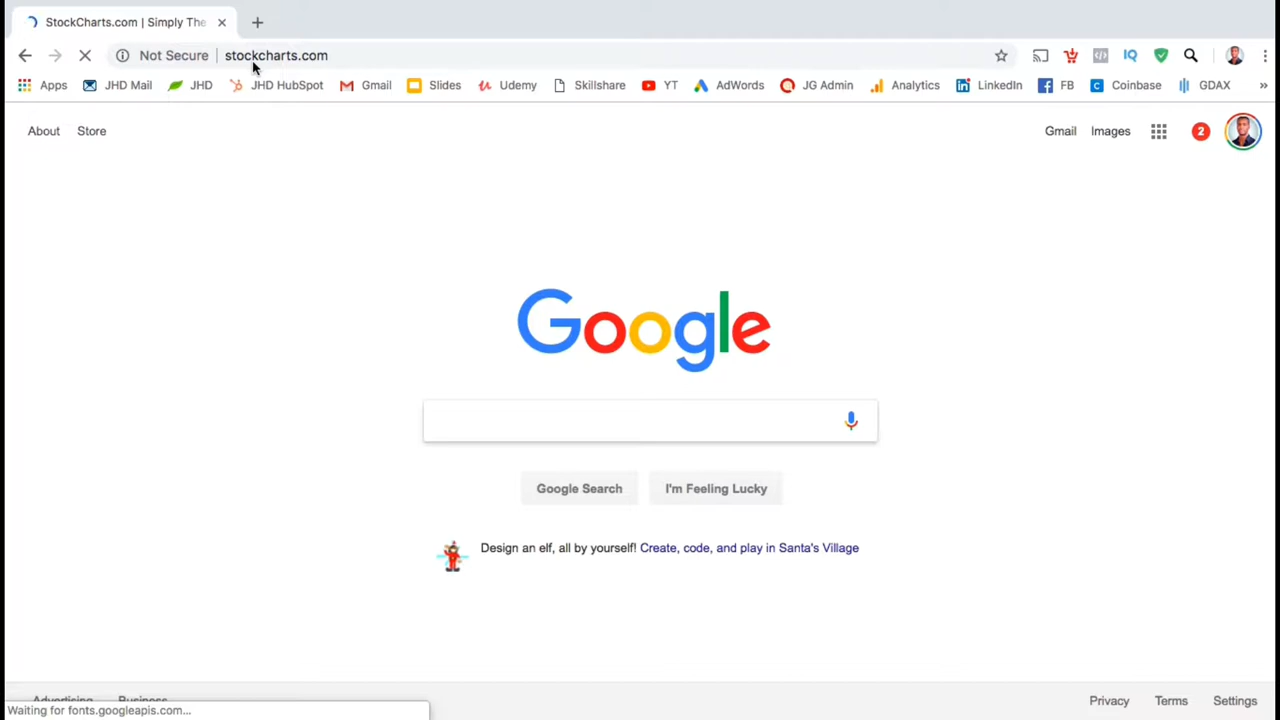 StockCharts.com | Simply The
Not Secure | stockcharts.com
Apps JHD Mail JHD JHD HubSpot Gmail Slides Udemy Skillshare YT AdWords JG Admin Analytics LinkedIn FB Coinbase GDAX »
About Store Gmail Images 2
Google
Google Search I'm Feeling Lucky
Design an elf, all by yourself! Create, code, and play in Santa's Village
Advertising Business Privacy Terms Settings
Waiting for fonts.googleapis.com...